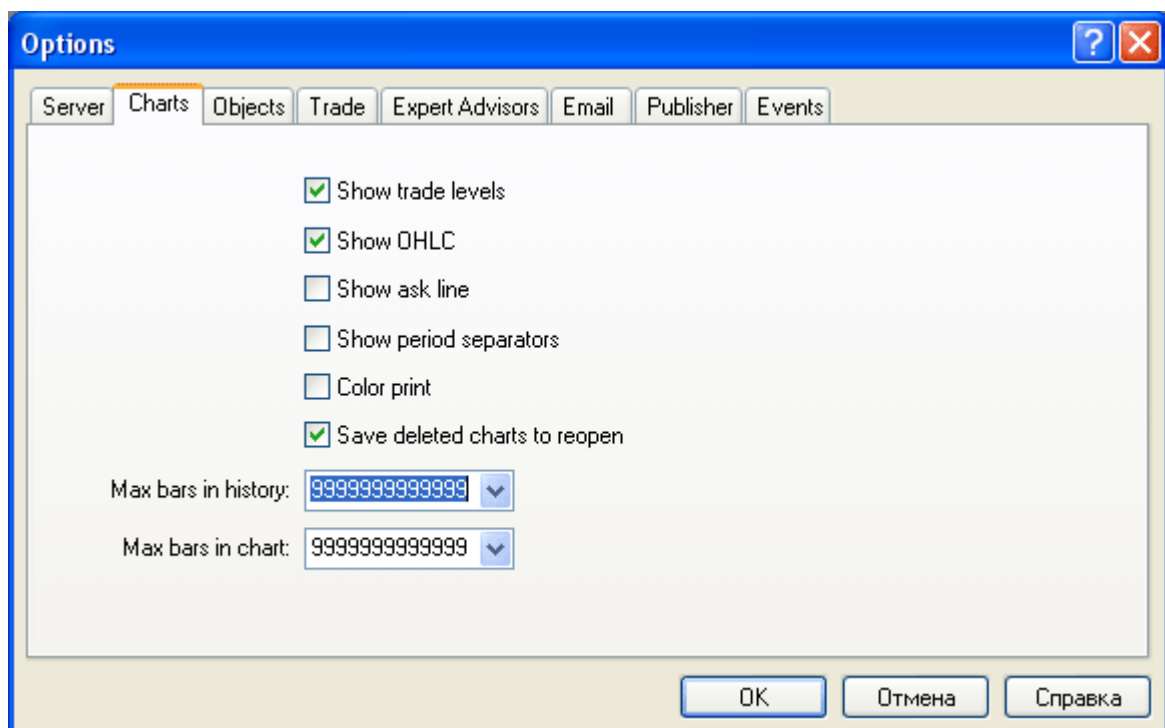 Options
Server Charts Objects Trade Expert Advisors Email Publisher Events
Show trade levels
Show OHLC
Show ask line
Show period separators
Color print
Save deleted charts to reopen
Max bars in history: 9999999999999
Max bars in chart: 9999999999999
OK Отмена Справка